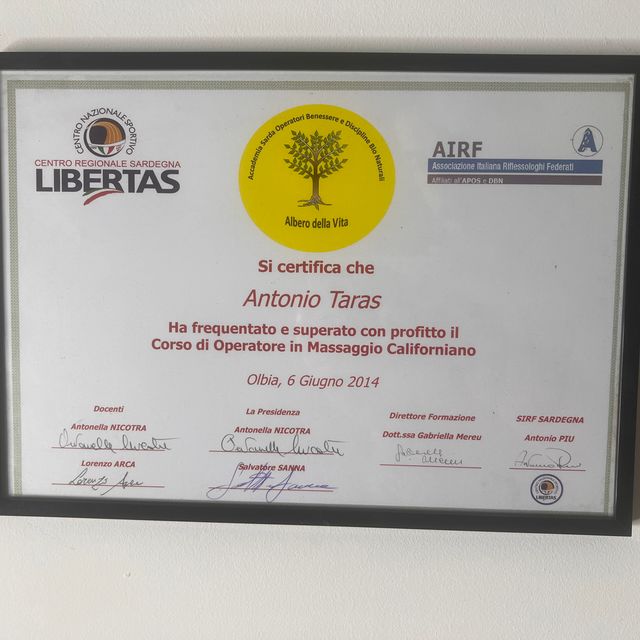 CENTRO NAZIONALE SPORTIVO
CENTRO REGIONALE SARDEGNA
LIBERTAS
Accademia Sarda Operatori Benessere e Discipline Bio Naturali
Albero della Vita
AIRF
Associazione Italiana Riflessologhi Federati
Affiliati all'APOS e DBN
Si certifica che
Antonio Taras
Ha frequentato e superato con profitto il
Corso di Operatore in Massaggio Californiano
Olbia, 6 Giugno 2014
Docenti
Antonella NICOTRA
Lorenzo ARCA
La Presidenza
Antonella NICOTRA
Salvatore SANNA
Direttore Formazione
Dott.ssa Gabriella Mereu
SIRF SARDEGNA
Antonio PIU